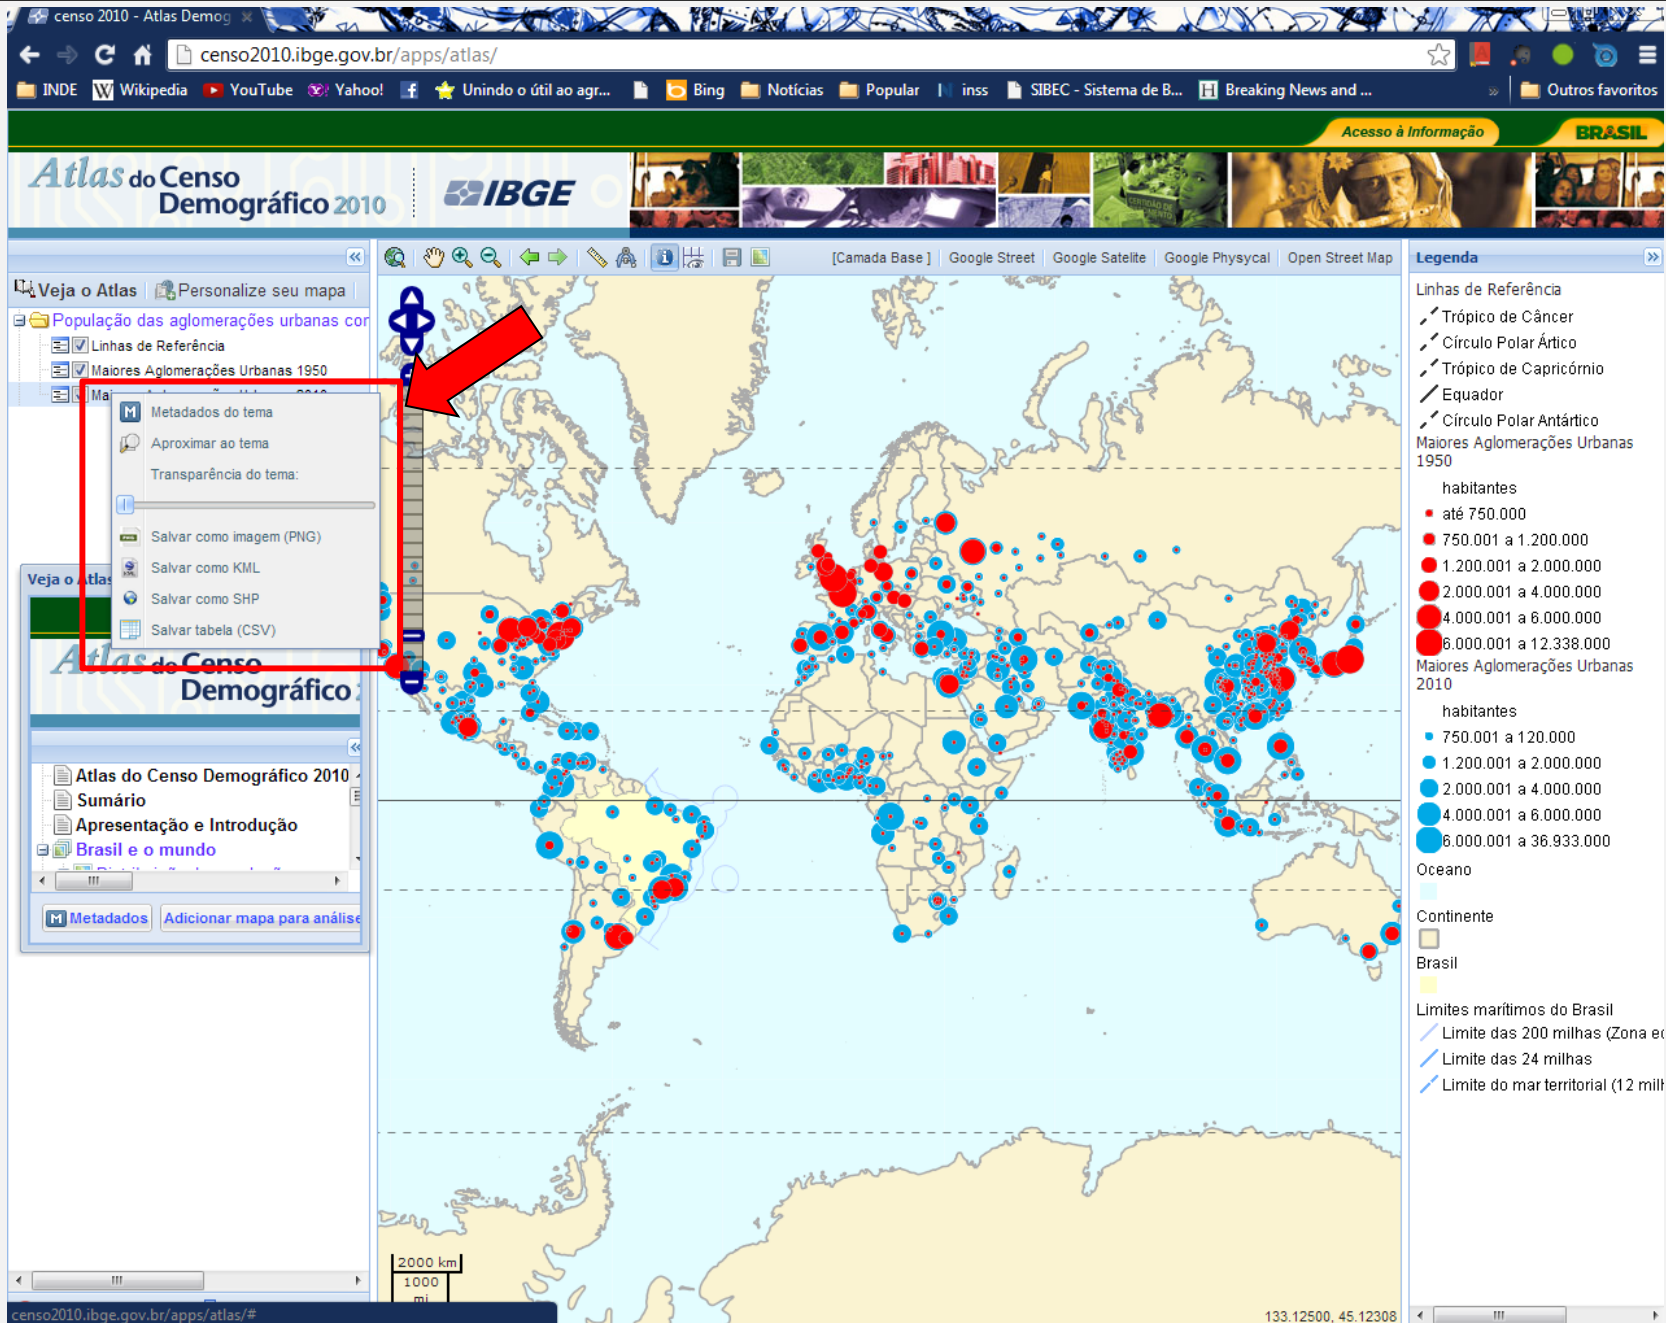 censo 2010 - Atlas Demog
censo2010.ibge.gov.br/apps/atlas/
INDE Wikipedia YouTube Yahoo! Unindo o útil ao agr... Bing Notícias Popular inss SIBEC - Sistema de B... Breaking News and ... Outros favoritos
Acesso à Informação BRASIL
Atlas do Censo
Demográfico 2010
IBGE
CERTIDÃO DE
[Camada Base ] Google Street Google Satelite Google Physycal Open Street Map
Legenda
Veja o Atlas Personalize seu mapa
População das aglomerações urbanas cor
Linhas de Referência
Maiores Aglomerações Urbanas 1950
Metadados do tema
Aproximar ao tema
Transparência do tema:
Salvar como imagem (PNG)
Salvar como KML
Salvar como SHP
Salvar tabela (CSV)
Veja o Atlas
Atlas do Censo
Demográfico
Atlas do Censo Demográfico 2010
Sumário
Apresentação e Introdução
Brasil e o mundo
Metadados Adicionar mapa para análise
2000 km
1000
mi
133.12500, 45.12308
censo2010.ibge.gov.br/apps/atlas/#
Linhas de Referência
Trópico de Câncer
Círculo Polar Ártico
Trópico de Capricórnio
Equador
Círculo Polar Antártico
Maiores Aglomerações Urbanas
1950
habitantes
até 750.000
750.001 a 1.200.000
1.200.001 a 2.000.000
2.000.001 a 4.000.000
4.000.001 a 6.000.000
6.000.001 a 12.338.000
Maiores Aglomerações Urbanas
2010
habitantes
750.001 a 120.000
1.200.001 a 2.000.000
2.000.001 a 4.000.000
4.000.001 a 6.000.000
6.000.001 a 36.933.000
Oceano
Continente
Brasil
Limites marítimos do Brasil
Limite das 200 milhas (Zona ec
Limite das 24 milhas
Limite do mar territorial (12 milh